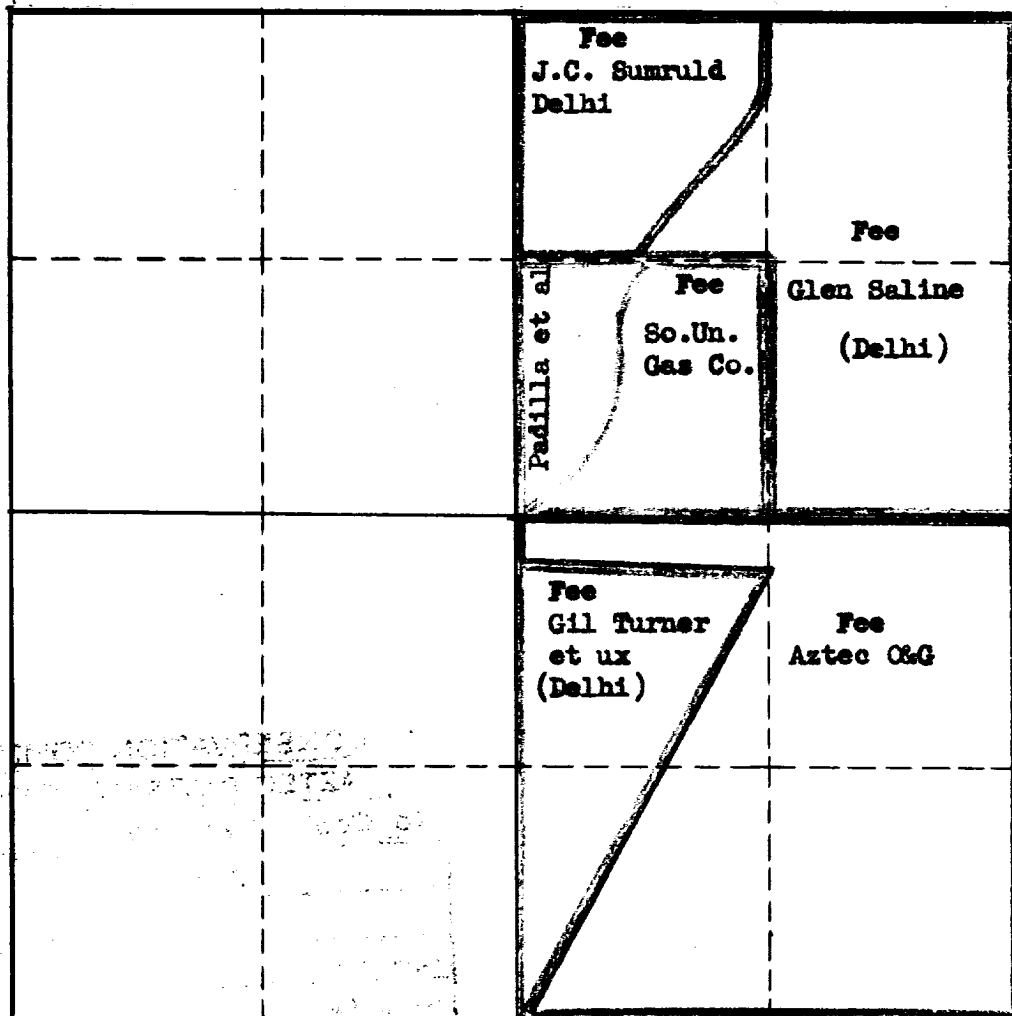 Fee
J.C. Sumruld
Delhi
Fee
Glen Saline
(Delhi)
Padilla et al
Fee
So.Un.
Gas Co.
Fee
Gil Turner
et ux
(Delhi)
Fee
Aztec O&G